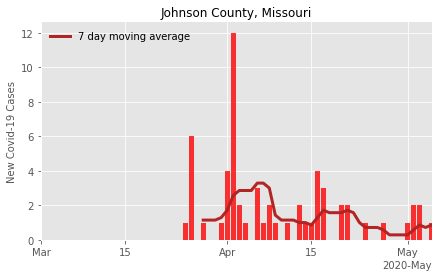 Johnson County, Missouri
7 day moving average
New Covid-19 Cases
12
10
8
6
4
2
0
Mar 15 Apr 15 May
2020-May